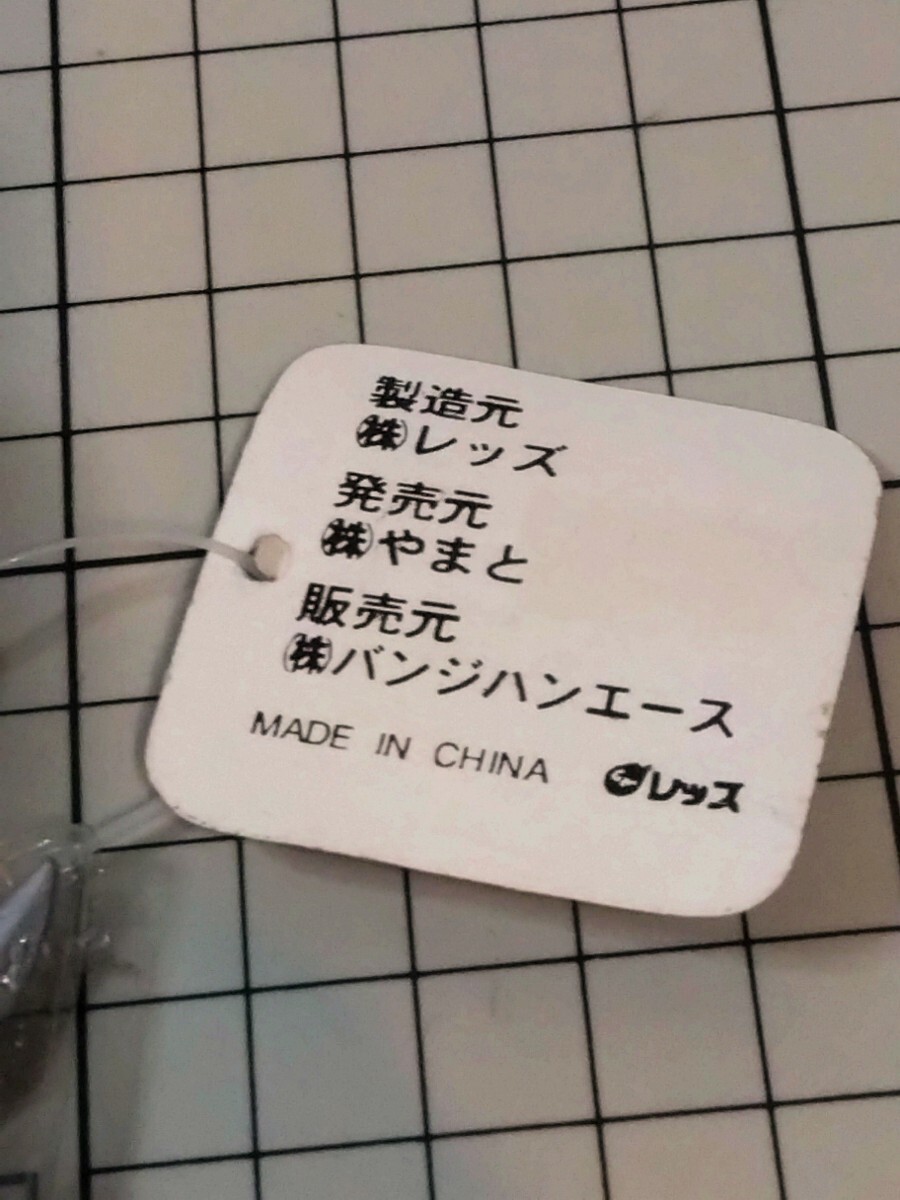 製造元
㈱レッズ
発売元
㈱やまと
販売元
㈱バンジハンエース
MADE IN CHINA レッズ